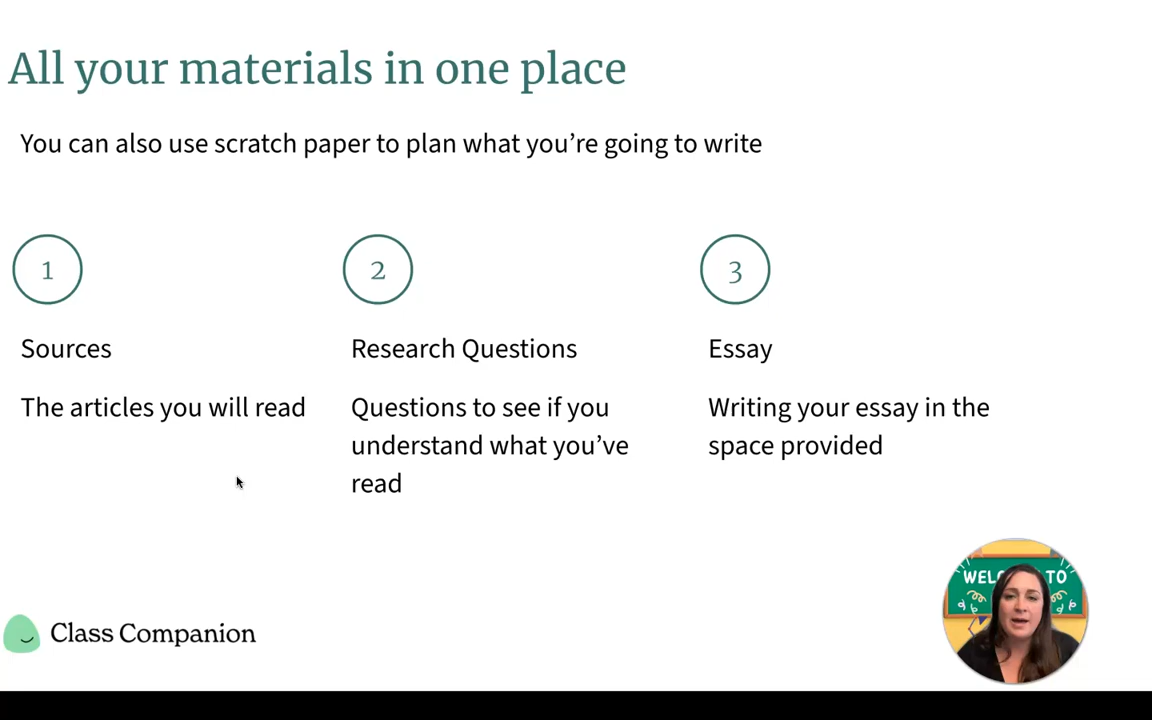 All your materials in one place
You can also use scratch paper to plan what you’re going to write
1
Sources
The articles you will read
2
Research Questions
Questions to see if you
understand what you’ve
read
3
Essay
Writing your essay in the
space provided
Class Companion
TO